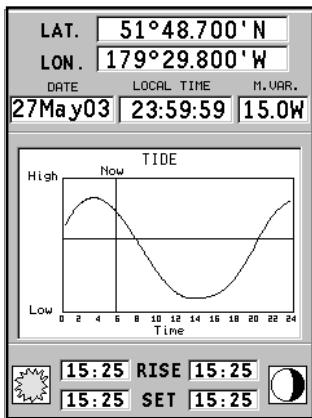 LAT. 51°48.700'N
LON. 179°29.800'W
DATE LOCAL TIME M.VAR.
27May03 23:59:59 15.0W
TIDE
Now
High
Low
0 2 4 6 8 10 12 14 16 18 20 22 24
Time
15:25 RISE 15:25
15:25 SET 15:25